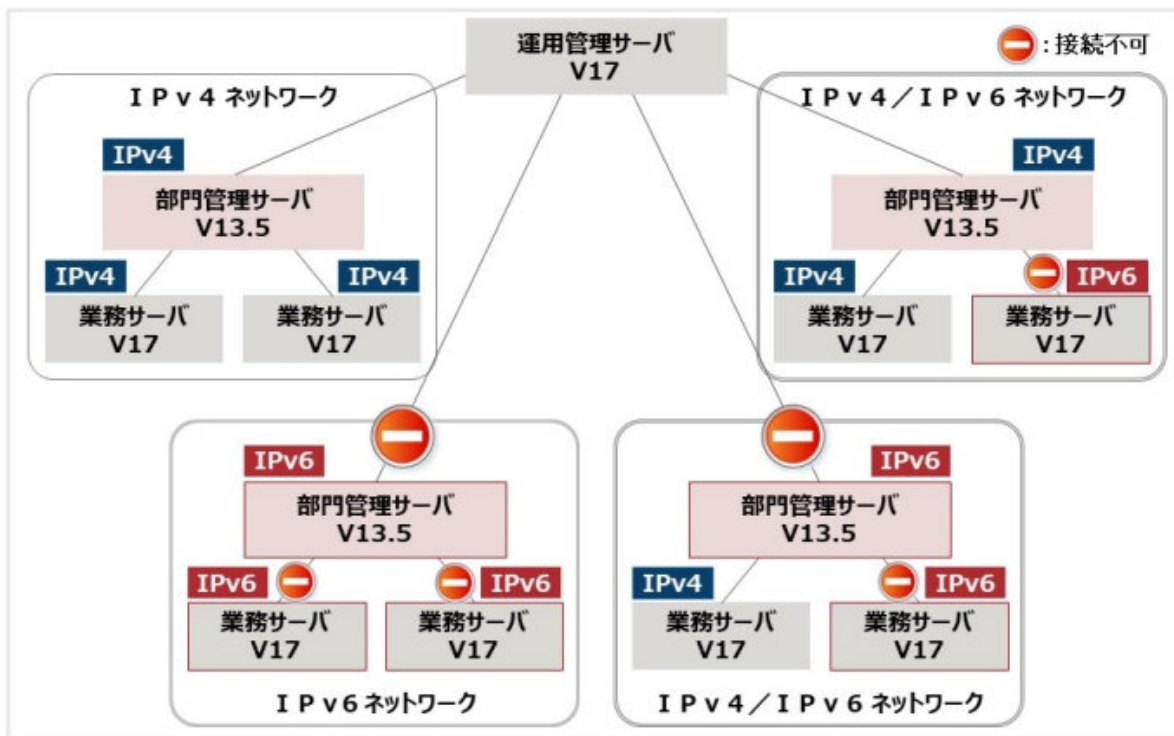 運用管理サーバ
V17
：接続不可
ＩＰｖ４ ネットワーク
IPv4
部門管理サーバ
V13.5
IPv4
IPv4
業務サーバ
V17
業務サーバ
V17
ＩＰｖ４／ＩＰｖ６ ネットワーク
IPv4
部門管理サーバ
V13.5
IPv4
IPv6
業務サーバ
V17
業務サーバ
V17
IPv6
部門管理サーバ
V13.5
IPv6
IPv6
業務サーバ
V17
業務サーバ
V17
ＩＰｖ６ ネットワーク
IPv6
部門管理サーバ
V13.5
IPv4
IPv6
業務サーバ
V17
業務サーバ
V17
ＩＰｖ４／ＩＰｖ６ ネットワーク